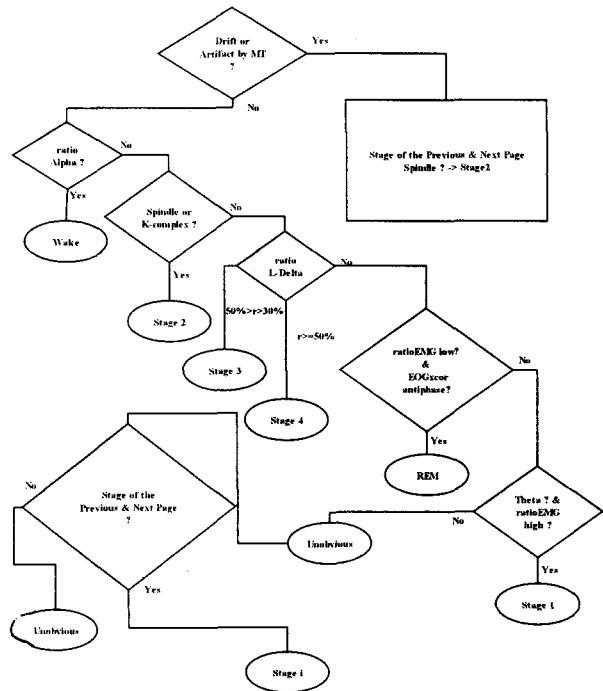 Drift or
Artifact by MT
?
Yes
No
Stage of the Previous & Next Page
Spindle ? -> Stage2
ratio
Alpha ?
No
Yes
Wake
Spindle or
K-complex ?
No
Yes
Stage 2
ratio
L-Delta
No
50%>r>30%
r>=50%
Stage 3
Stage 4
ratioEMG low?
&
EOGxcor
antiphase?
No
Yes
REM
Theta ? &
ratioEMG
high ?
No
Yes
Stage 1
Unobvious
Stage of the
Previous & Next Page
?
No
Yes
Unobvious
Stage i